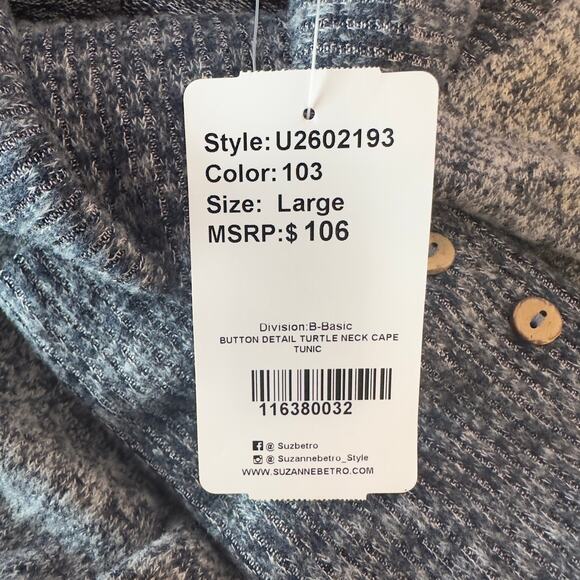 Style: U2602193
Color: 103
Size: Large
MSRP:$ 106
Division:B-Basic
BUTTON DETAIL TURTLE NECK CAPE
TUNIC
116380032
@ Suzbetro
@ Suzannebetro_Style
WWW.SUZANNEBETRO.COM